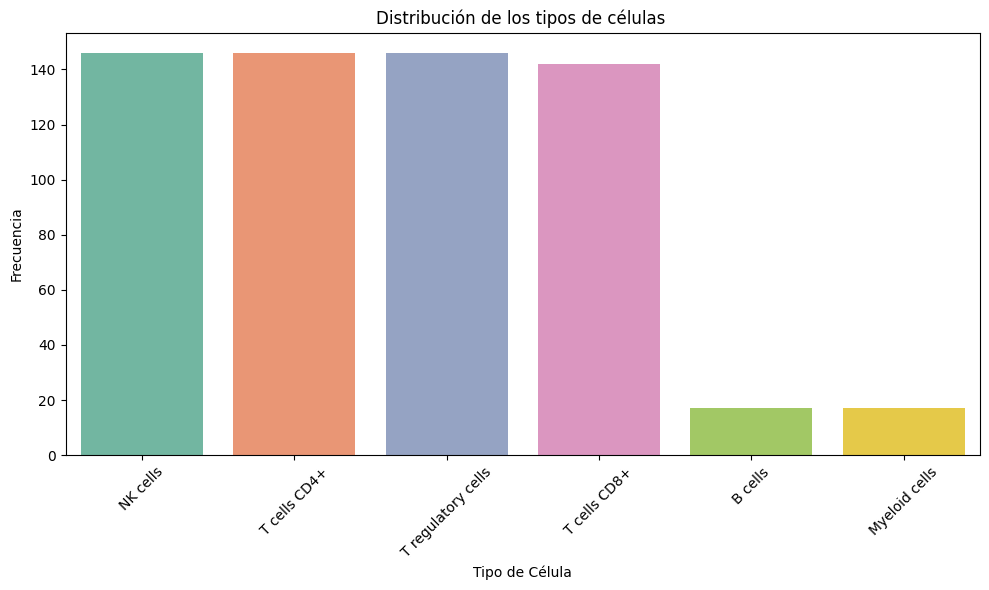 Distribución de los tipos de células
Frecuencia
140
120
100
80
60
40
20
0
NK cells
T cells CD4+
T regulatory cells
T cells CD8+
B cells
Myeloid cells
Tipo de Célula